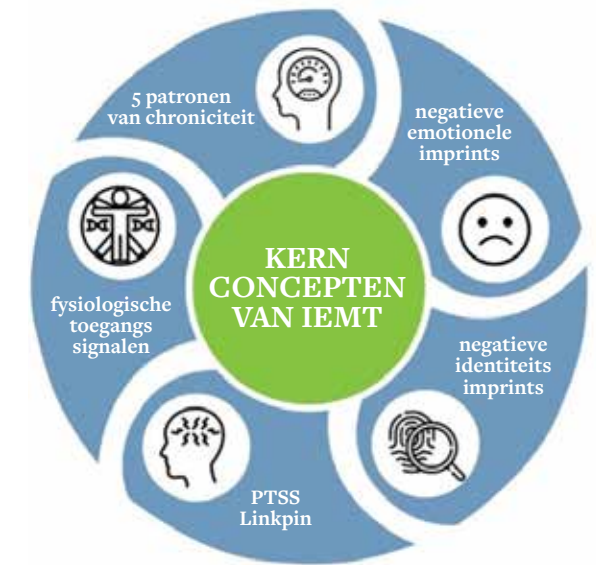 5 patronen
van chroniciteit
negatieve
emotionele
imprints
KERN
CONCEPTEN
VAN IEMT
fysiologische
toegangs
signalen
negatieve
identiteits
imprints
PTSS
Linkpin